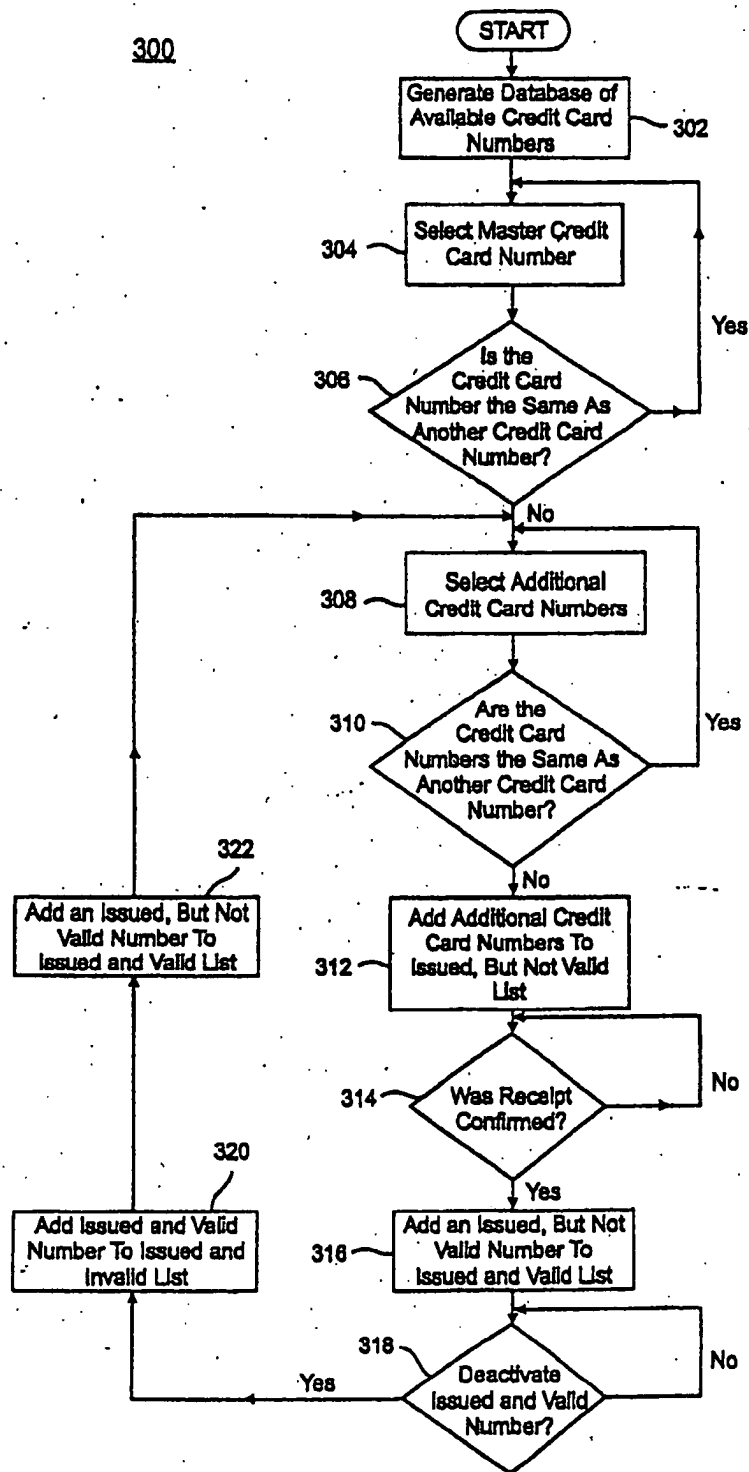 300
START
Generate Database of
Available Credit Card
Numbers
302
304
Select Master Credit
Card Number
Yes
306
Is the
Credit Card
Number the Same As
Another Credit Card
Number?
No
308
Select Additional
Credit Card Numbers
310
Are the
Credit Card
Numbers the Same As
Another Credit Card
Number?
Yes
No
322
Add an Issued, But Not
Valid Number To
Issued and Valid List
312
Add Additional Credit
Card Numbers To
Issued, But Not Valid
List
314
Was Receipt
Confirmed?
No
Yes
320
Add Issued and Valid
Number To Issued and
Invalid List
316
Add an Issued, But Not
Valid Number To
Issued and Valid List
318
Deactivate
Issued and Valid
Number?
No
Yes